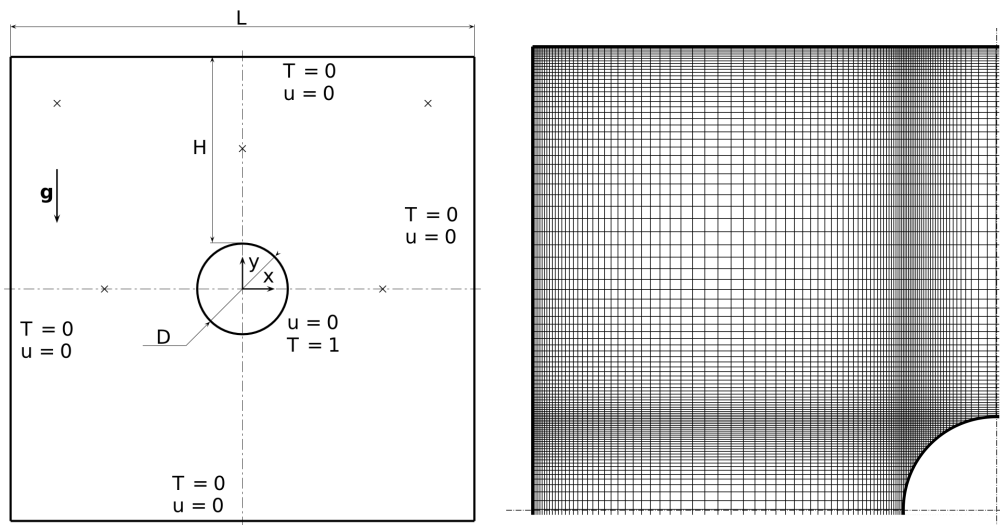 L
T = 0
u = 0
H
g
T = 0
u = 0
y
x
D
u = 0
T = 1
T = 0
u = 0
T = 0
u = 0